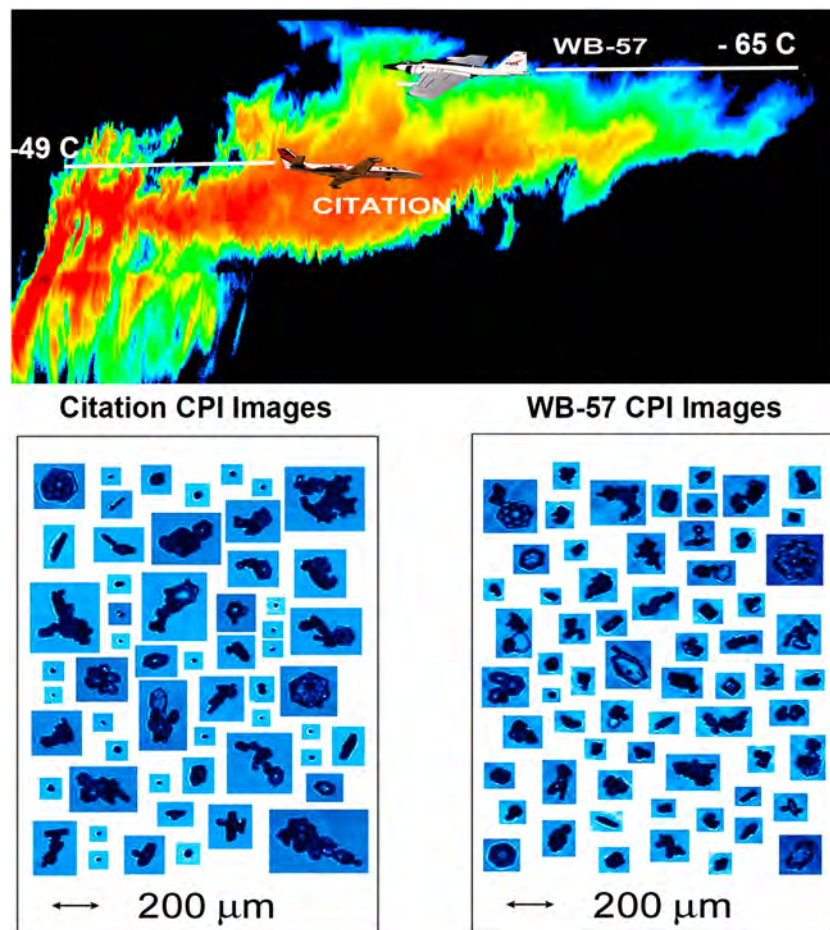 WB-57
- 65 C
-49 C
CITATION
Citation CPI Images
WB-57 CPI Images
200 μm
200 μm